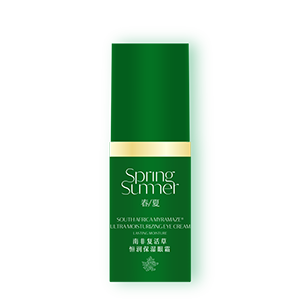 Spring
Summer
春/夏
SOUTH AFRICA MYRAMAZE®
ULTRA MOISTURIZING EYE CREAM
LASTING MOISTURE
南非复活草
恒润保湿眼霜